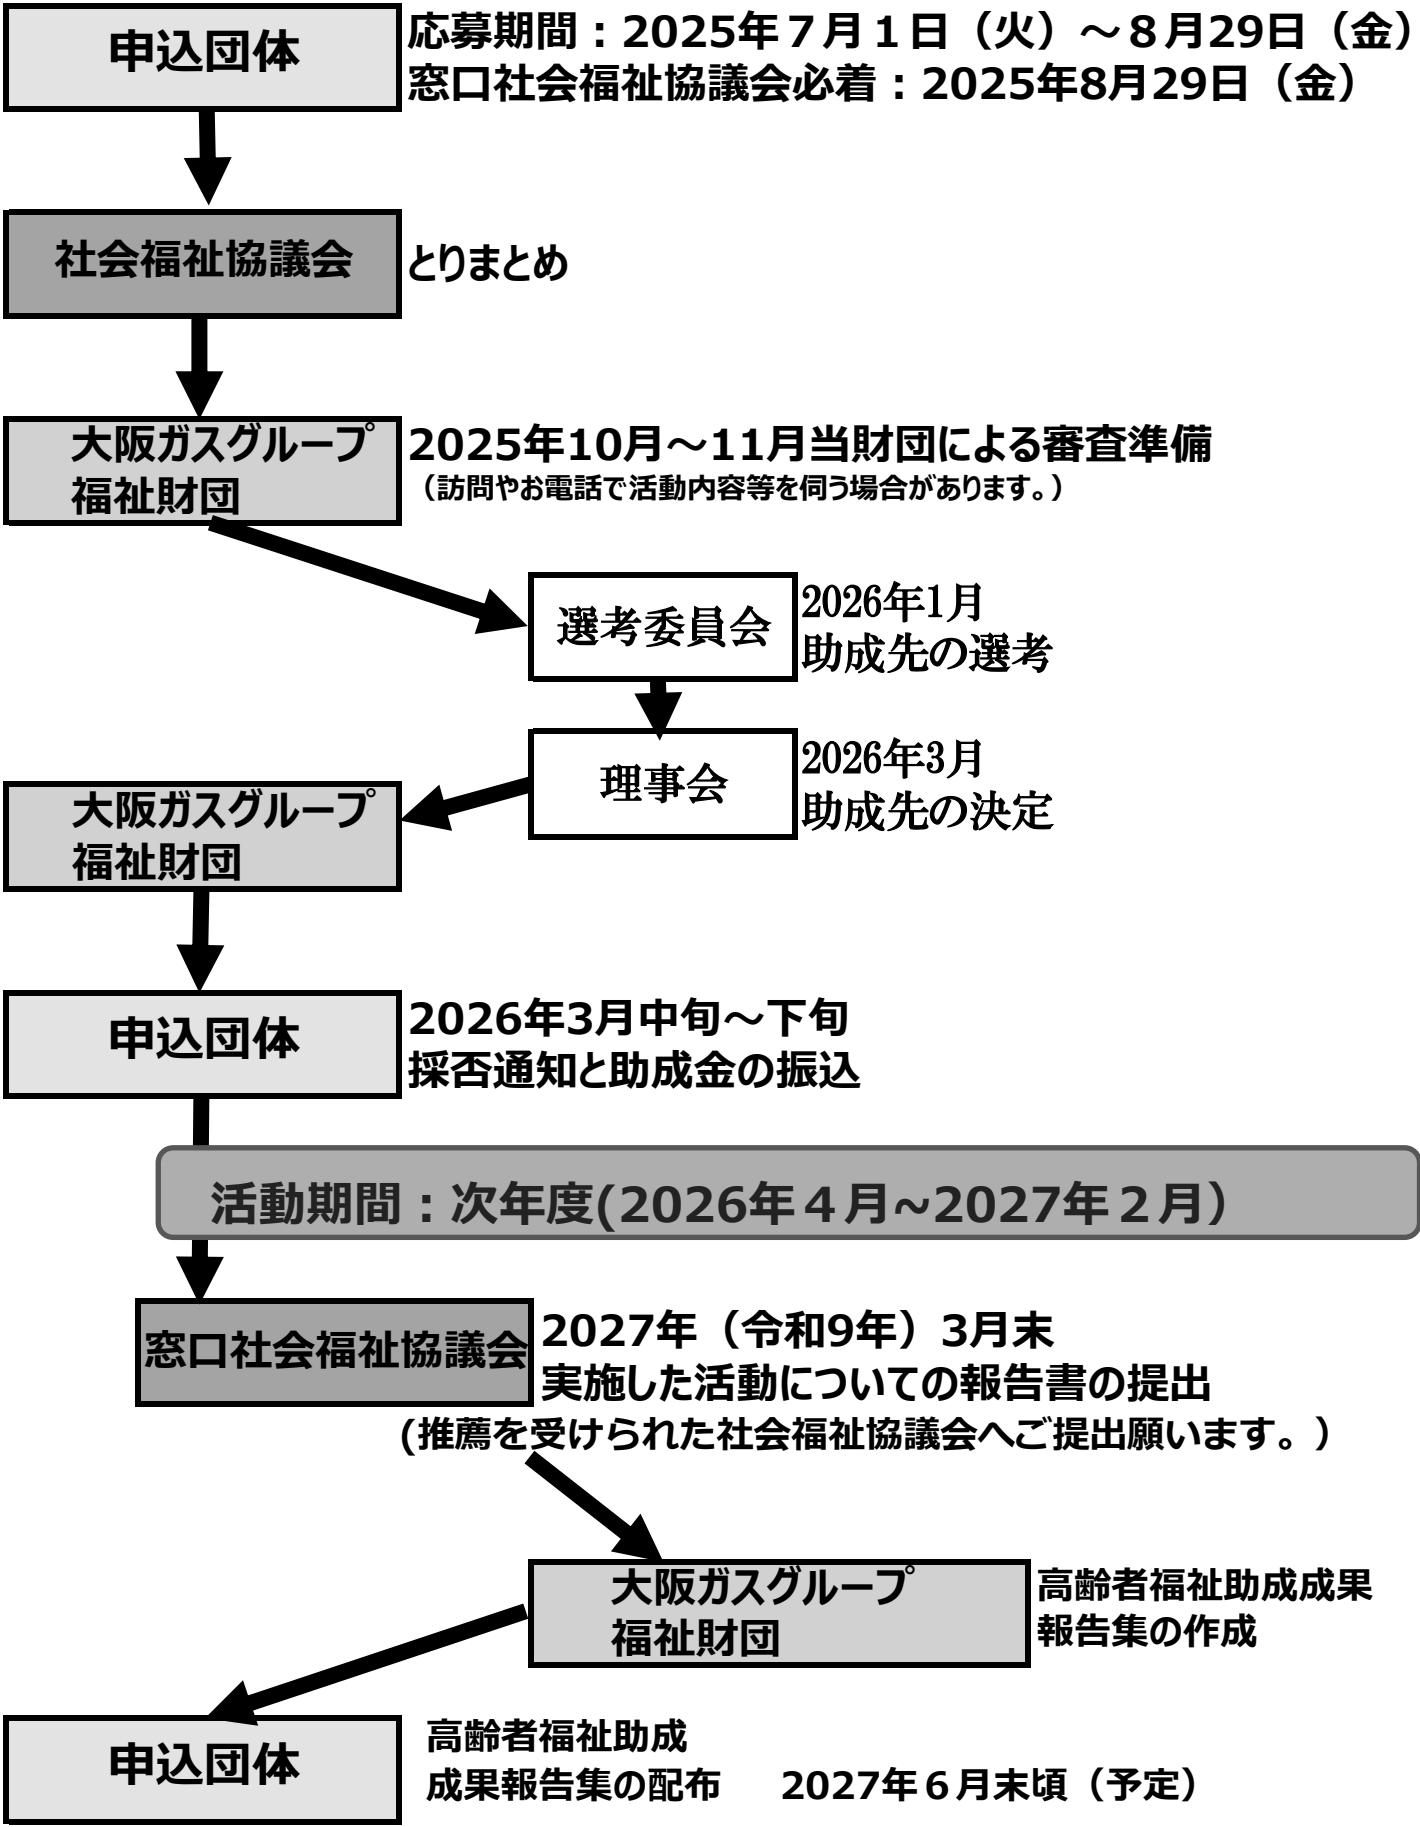 申込団体
応募期間：2025年７月１日（火）～８月29日（金）
窓口社会福祉協議会必着：2025年8月29日（金）
社会福祉協議会
とりまとめ
大阪ガスグループ
福祉財団
2025年10月～11月当財団による審査準備
（訪問やお電話で活動内容等を伺う場合があります。）
選考委員会
2026年1月
助成先の選考
理事会
2026年3月
助成先の決定
大阪ガスグループ
福祉財団
申込団体
2026年3月中旬～下旬
採否通知と助成金の振込
活動期間：次年度(2026年４月~2027年２月）
窓口社会福祉協議会
2027年（令和9年）3月末
実施した活動についての報告書の提出
(推薦を受けられた社会福祉協議会へご提出願います。）
大阪ガスグループ
福祉財団
高齢者福祉助成成果
報告集の作成
申込団体
高齢者福祉助成
成果報告集の配布　2027年６月末頃（予定）